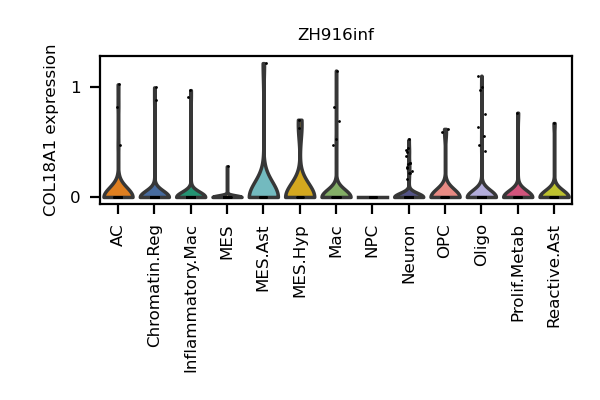 ZH916inf
COL18A1 expression
1
0
AC
Chromatin.Reg
Inflammatory.Mac
MES
MES.Ast
MES.Hyp
Mac
NPC
Neuron
OPC
Oligo
Prolif.Metab
Reactive.Ast